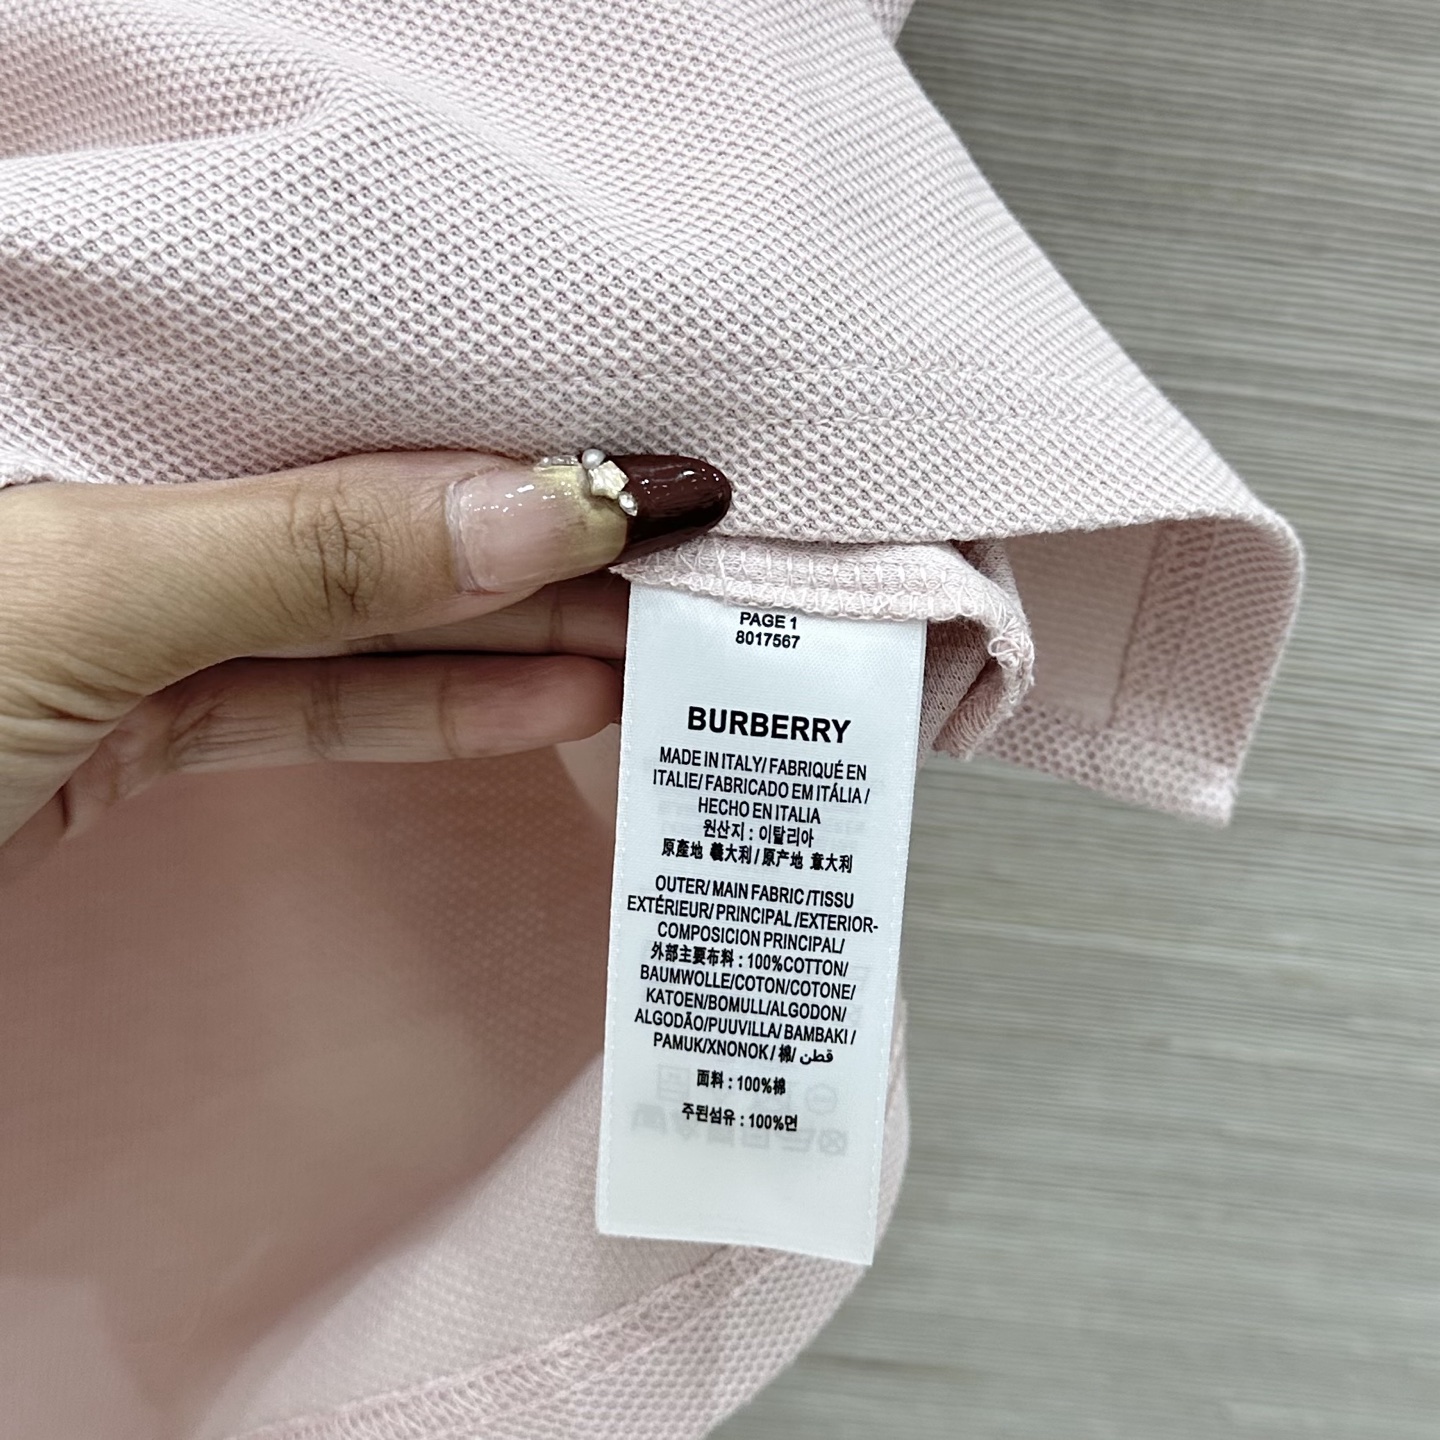 PAGE 1
8017567
BURBERRY
MADE IN ITALY/ FABRIQUÉ EN
ITALIE/ FABRICADO EM ITÁLIA /
HECHO EN ITALIA
원산지 : 이탈리아
原產地 義大利 / 原产地 意大利
OUTER/ MAIN FABRIC /TISSU
EXTÉRIEUR/ PRINCIPAL /EXTERIOR-
COMPOSICION PRINCIPAL/
外部主要布料 : 100%COTTON/
BAUMWOLLE/COTON/COTONE/
KATOEN/BOMULL/ALGODON/
ALGODÃO/PUUVILLA/ BAMBAKI /
PAMUK/XNONOK / 棉/ قطن
面料 : 100%棉
주된섬유 : 100%면